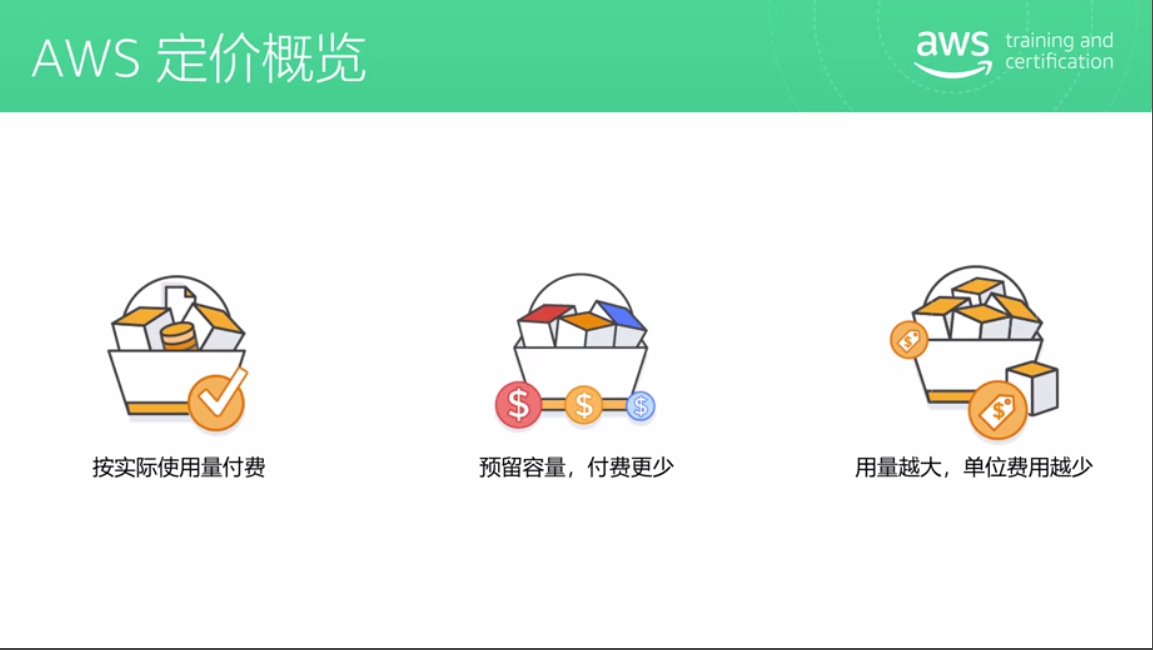 AWS 定价概览
aws
training and
certification
按实际使用量付费
预留容量，付费更少
用量越大，单位费用越少
$
$
$
$
$